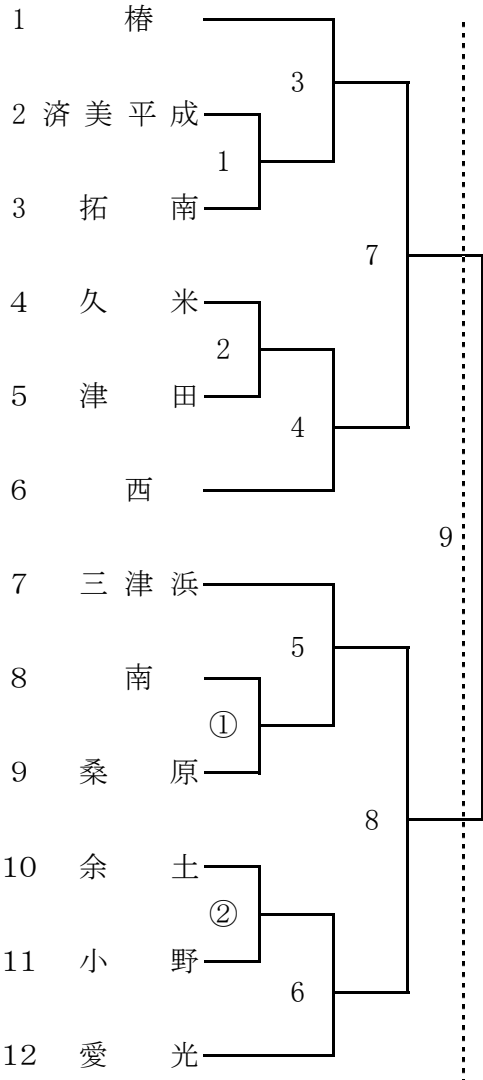 1 椿
3
2 済美平成
1
3 拓南
7
4 久米
2
5 津田
4
6 西
9
7 三津浜
5
8 南
①
9 桑原
8
10 余土
②
11 小野
6
12 愛光